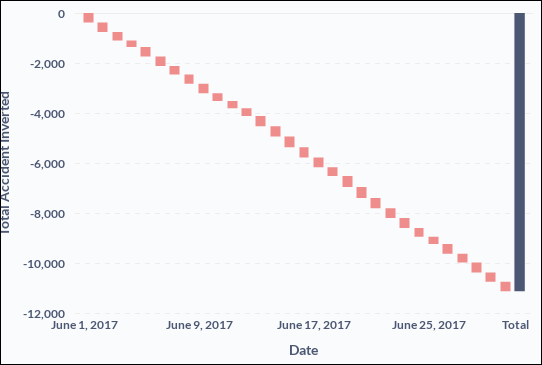 0
-2,000
-4,000
-6,000
-8,000
-10,000
-12,000
Total Accident Inverted
June 1, 2017 June 9, 2017 June 17, 2017 June 25, 2017 Total
Date